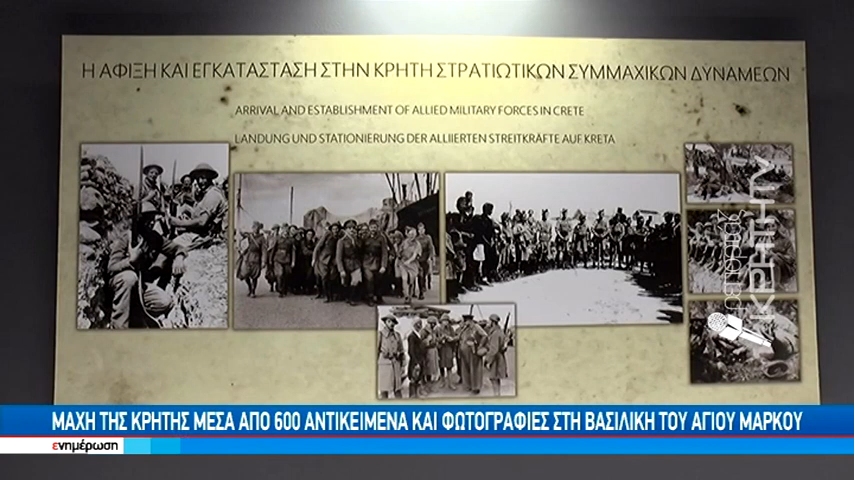 Η ΑΦΙΞΗ ΚΑΙ ΕΓΚΑΤΑΣΤΑΣΗ ΣΤΗΝ ΚΡΗΤΗ ΣΤΡΑΤΙΩΤΙΚΩΝ ΣΥΜΜΑΧΙΚΩΝ ΔΥΝΑΜΕΩΝ
ARRIVAL AND ESTABLISHMENT OF ALLIED MILITARY FORCES IN CRETE
LANDUNG UND STATIONIERUNG DER ALLIIERTEN STREITKRÄFTE AUF KRETA
ΚΡΗΤΗ TV
ΜΑΧΗ ΤΗΣ ΚΡΗΤΗΣ ΜΕΣΑ ΑΠΟ 600 ΑΝΤΙΚΕΙΜΕΝΑ ΚΑΙ ΦΩΤΟΓΡΑΦΙΕΣ ΣΤΗ ΒΑΣΙΛΙΚΗ ΤΟΥ ΑΓΙΟΥ ΜΑΡΚΟΥ
ενημέρωση